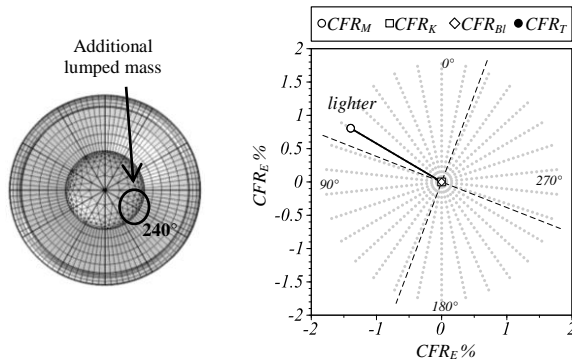 Additional
lumped mass
240°
CFR_M CFR_K CFR_Bl CFR_T
2
1.5
1
0.5
0
-0.5
-1
-1.5
-2
CFR_E %
lighter
0°
90°
270°
180°
-2 -1 0 1 2
CFR_E %